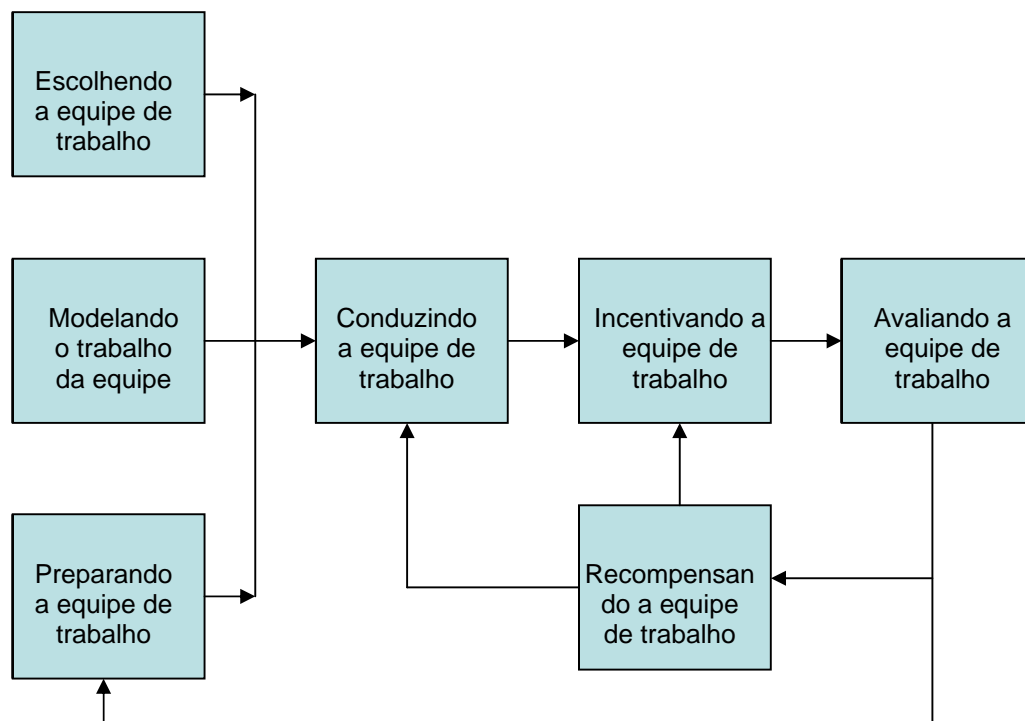 Escolhendo
a equipe de
trabalho
Modelando
o trabalho
da equipe
Conduzindo
a equipe de
trabalho
Incentivando a
equipe de
trabalho
Avaliando a
equipe de
trabalho
Preparando
a equipe de
trabalho
Recompensan
do a equipe
de trabalho